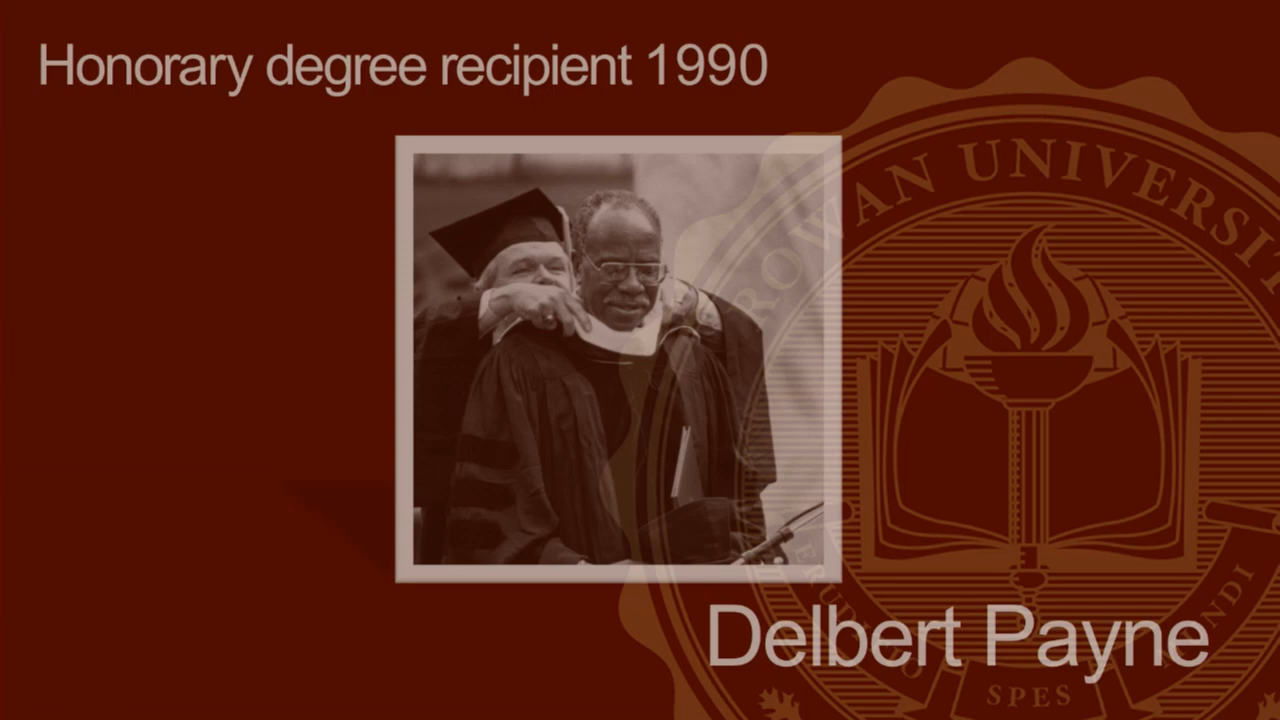 Honorary degree recipient 1990
ROWAN UNIVERSIT
Delbert Payne
SPES